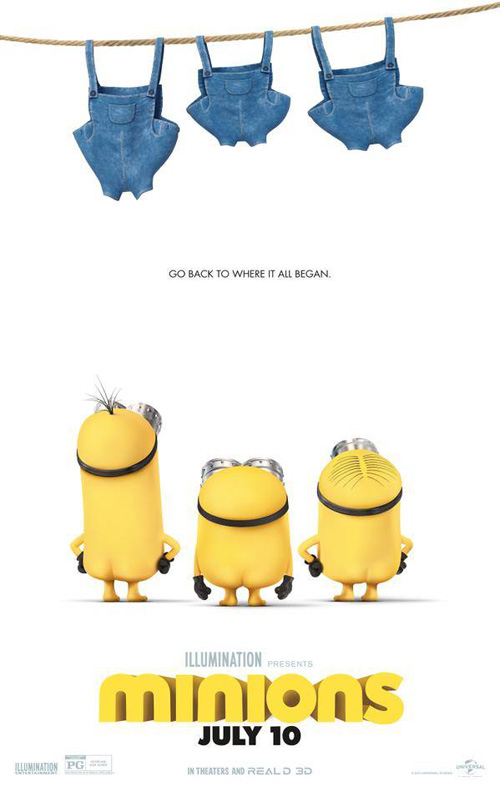 GO BACK TO WHERE IT ALL BEGAN.
ILLUMINATION PRESENTS
minions
JULY 10
ILLUMINATION
ENTERTAINMENT
PG
IN THEATERS AND REAL D 3D
UNIVERSAL